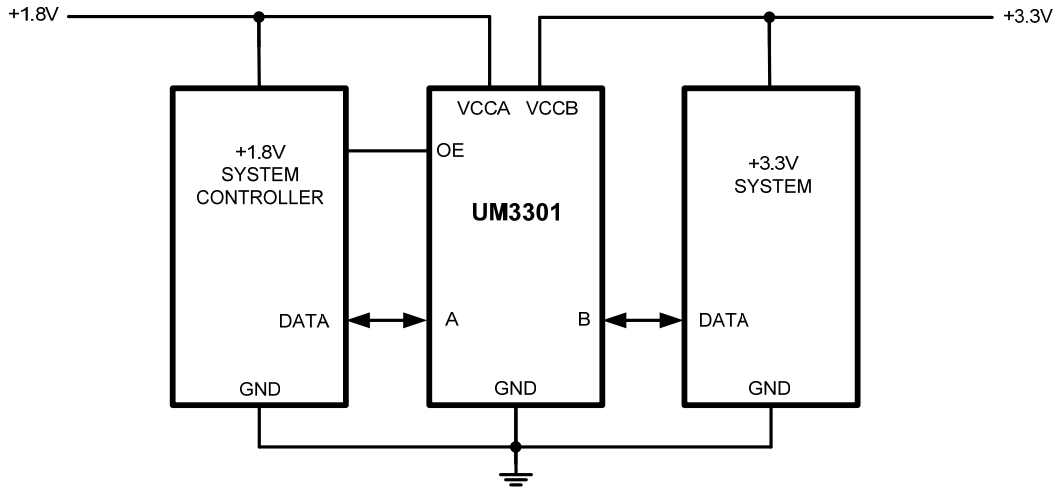 +1.8V
+3.3V
VCCA VCCB
+1.8V
SYSTEM
CONTROLLER
OE
+3.3V
SYSTEM
UM3301
DATA
A
B
DATA
GND
GND
GND